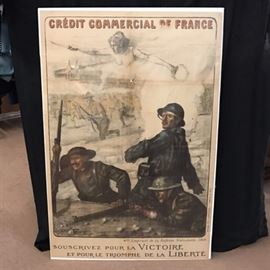 CRÉDIT COMMERCIAL DE FRANCE
SOUSCRIVEZ POUR LA VICTOIRE
ET POUR LE TRIOMPHE DE LA LIBERTÉ